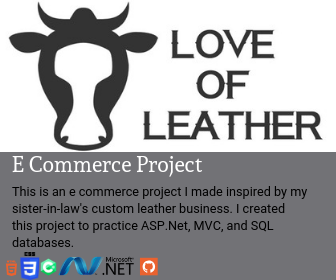 LOVE
OF
LEATHER
E Commerce Project
This is an e commerce project I made inspired by my
sister-in-law's custom leather business. I created
this project to practice ASP.Net, MVC, and SQL
databases.
Microsoft
.NET